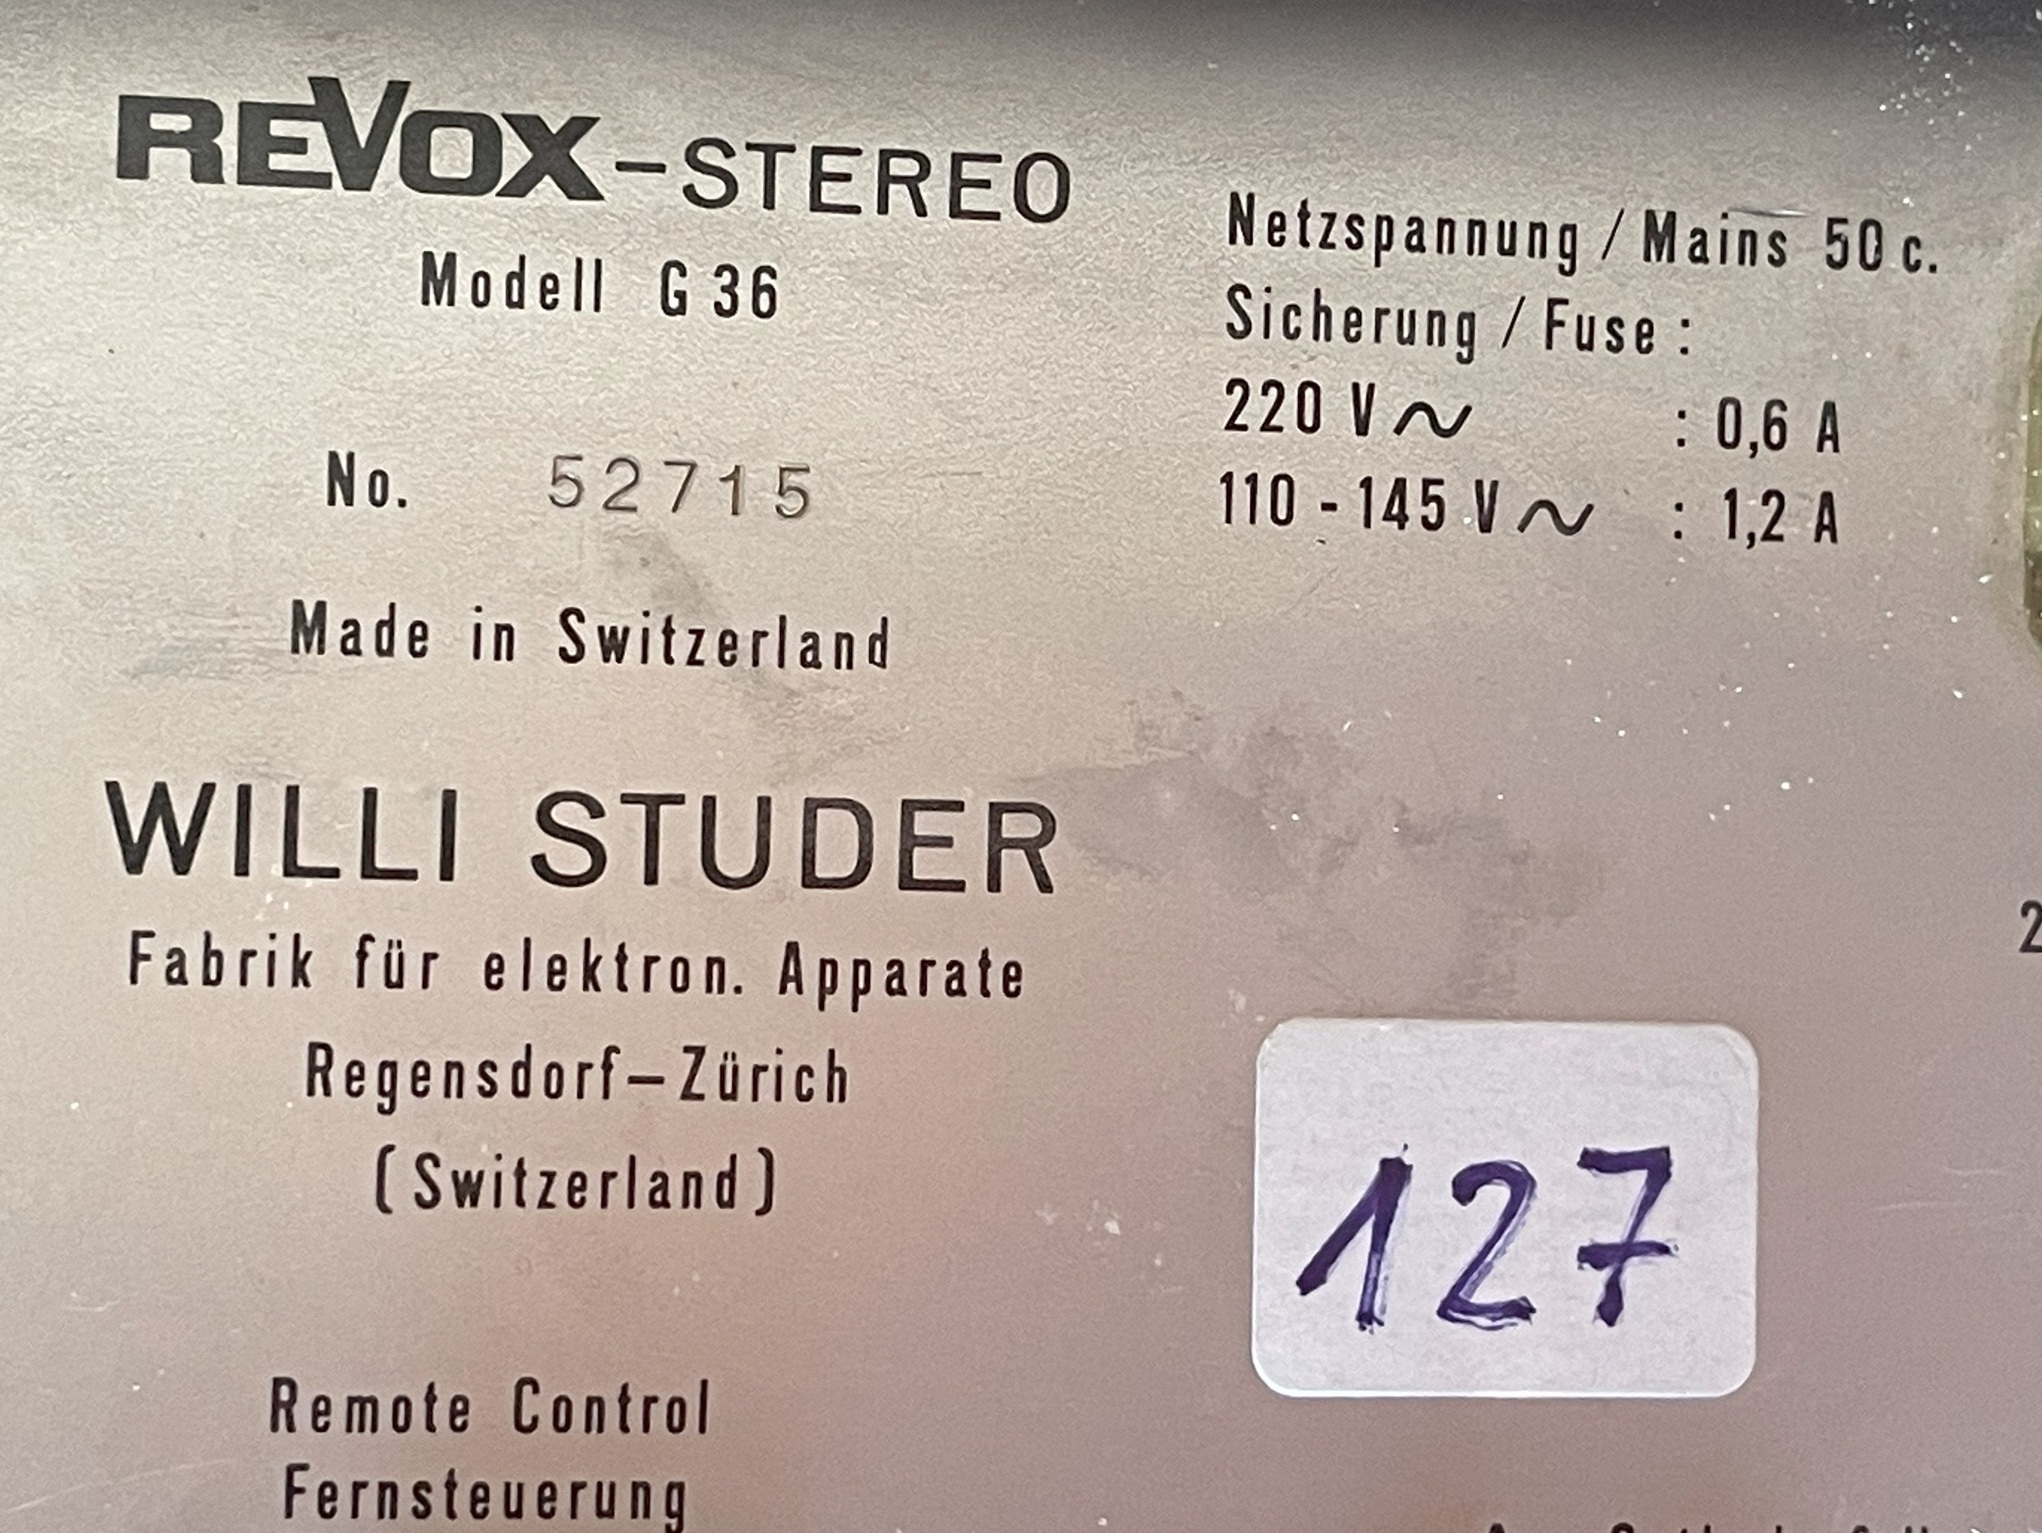 REVOX-STEREO
Modell G 36
No. 52715
Made in Switzerland
WILLI STUDER
Fabrik für elektron. Apparate
Regensdorf-Zürich
(Switzerland)
Remote Control
Fernsteuerung
Netzspannung / Mains 50 c.
Sicherung / Fuse :
220 V ~ : 0,6 A
110 - 145 V ~ : 1,2 A
127